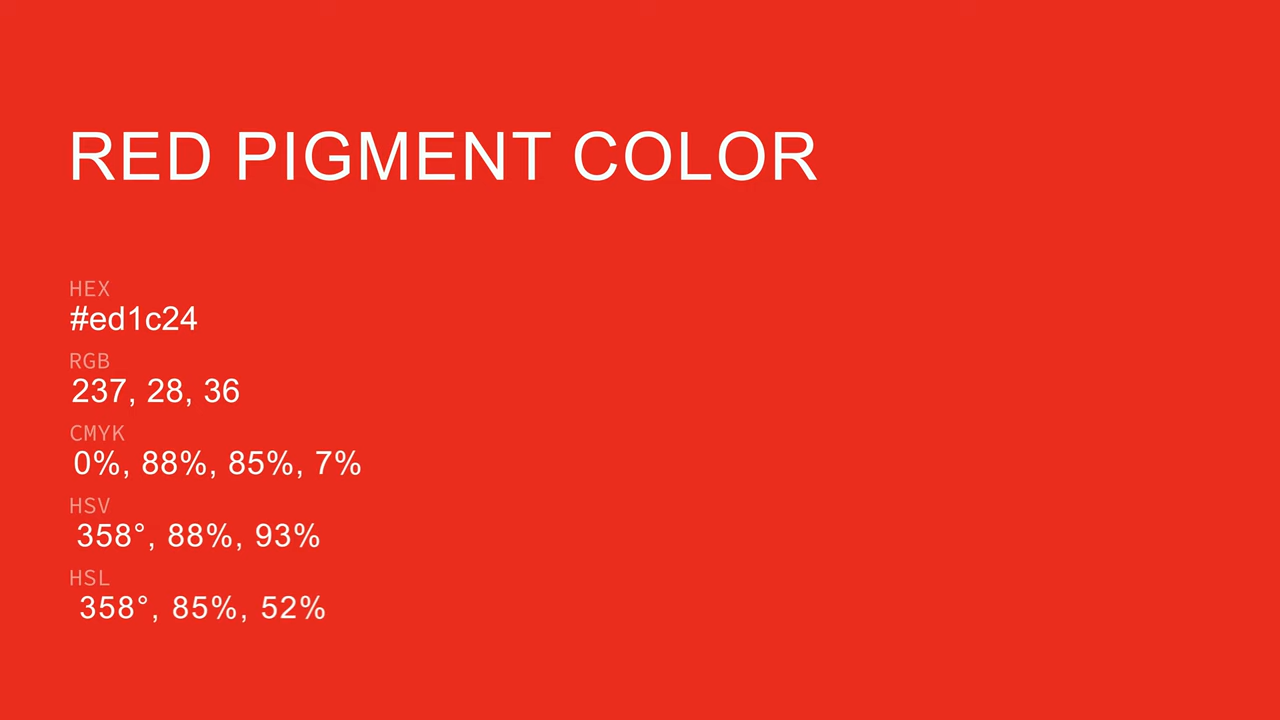 RED PIGMENT COLOR
HEX
#ed1c24
RGB
237, 28, 36
CMYK
0%, 88%, 85%, 7%
HSV
358°, 88%, 93%
HSL
358°, 85%, 52%